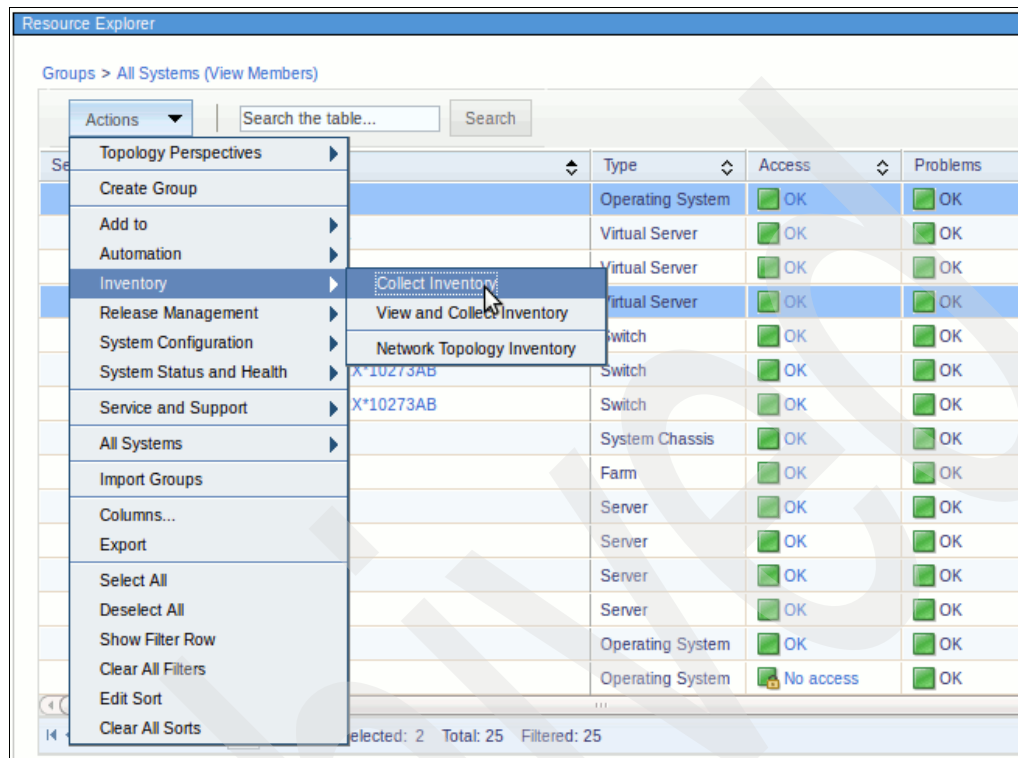 Resource Explorer
Groups > All Systems (View Members)
Actions Search the table... Search
Se Type Access Problems
Topology Perspectives
Create Group
Add to
Automation
Inventory
Release Management
System Configuration
System Status and Health
Service and Support
All Systems
Import Groups
Columns...
Export
Select All
Deselect All
Show Filter Row
Clear All Filters
Edit Sort
Clear All Sorts
Collect Inventory
View and Collect Inventory
Network Topology Inventory
Operating System OK OK
Virtual Server OK OK
Virtual Server OK OK
Virtual Server OK OK
Switch OK OK
X*10273AB Switch OK OK
X*10273AB Switch OK OK
System Chassis OK OK
Farm OK OK
Server OK OK
Server OK OK
Server OK OK
Server OK OK
Operating System OK OK
Operating System No access OK
elected: 2 Total: 25 Filtered: 25